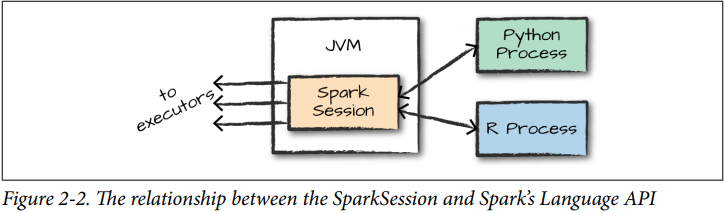 JVM
Python
Process
to
executors
Spark
Session
R Process
Figure 2-2. The relationship between the SparkSession and Spark's Language API